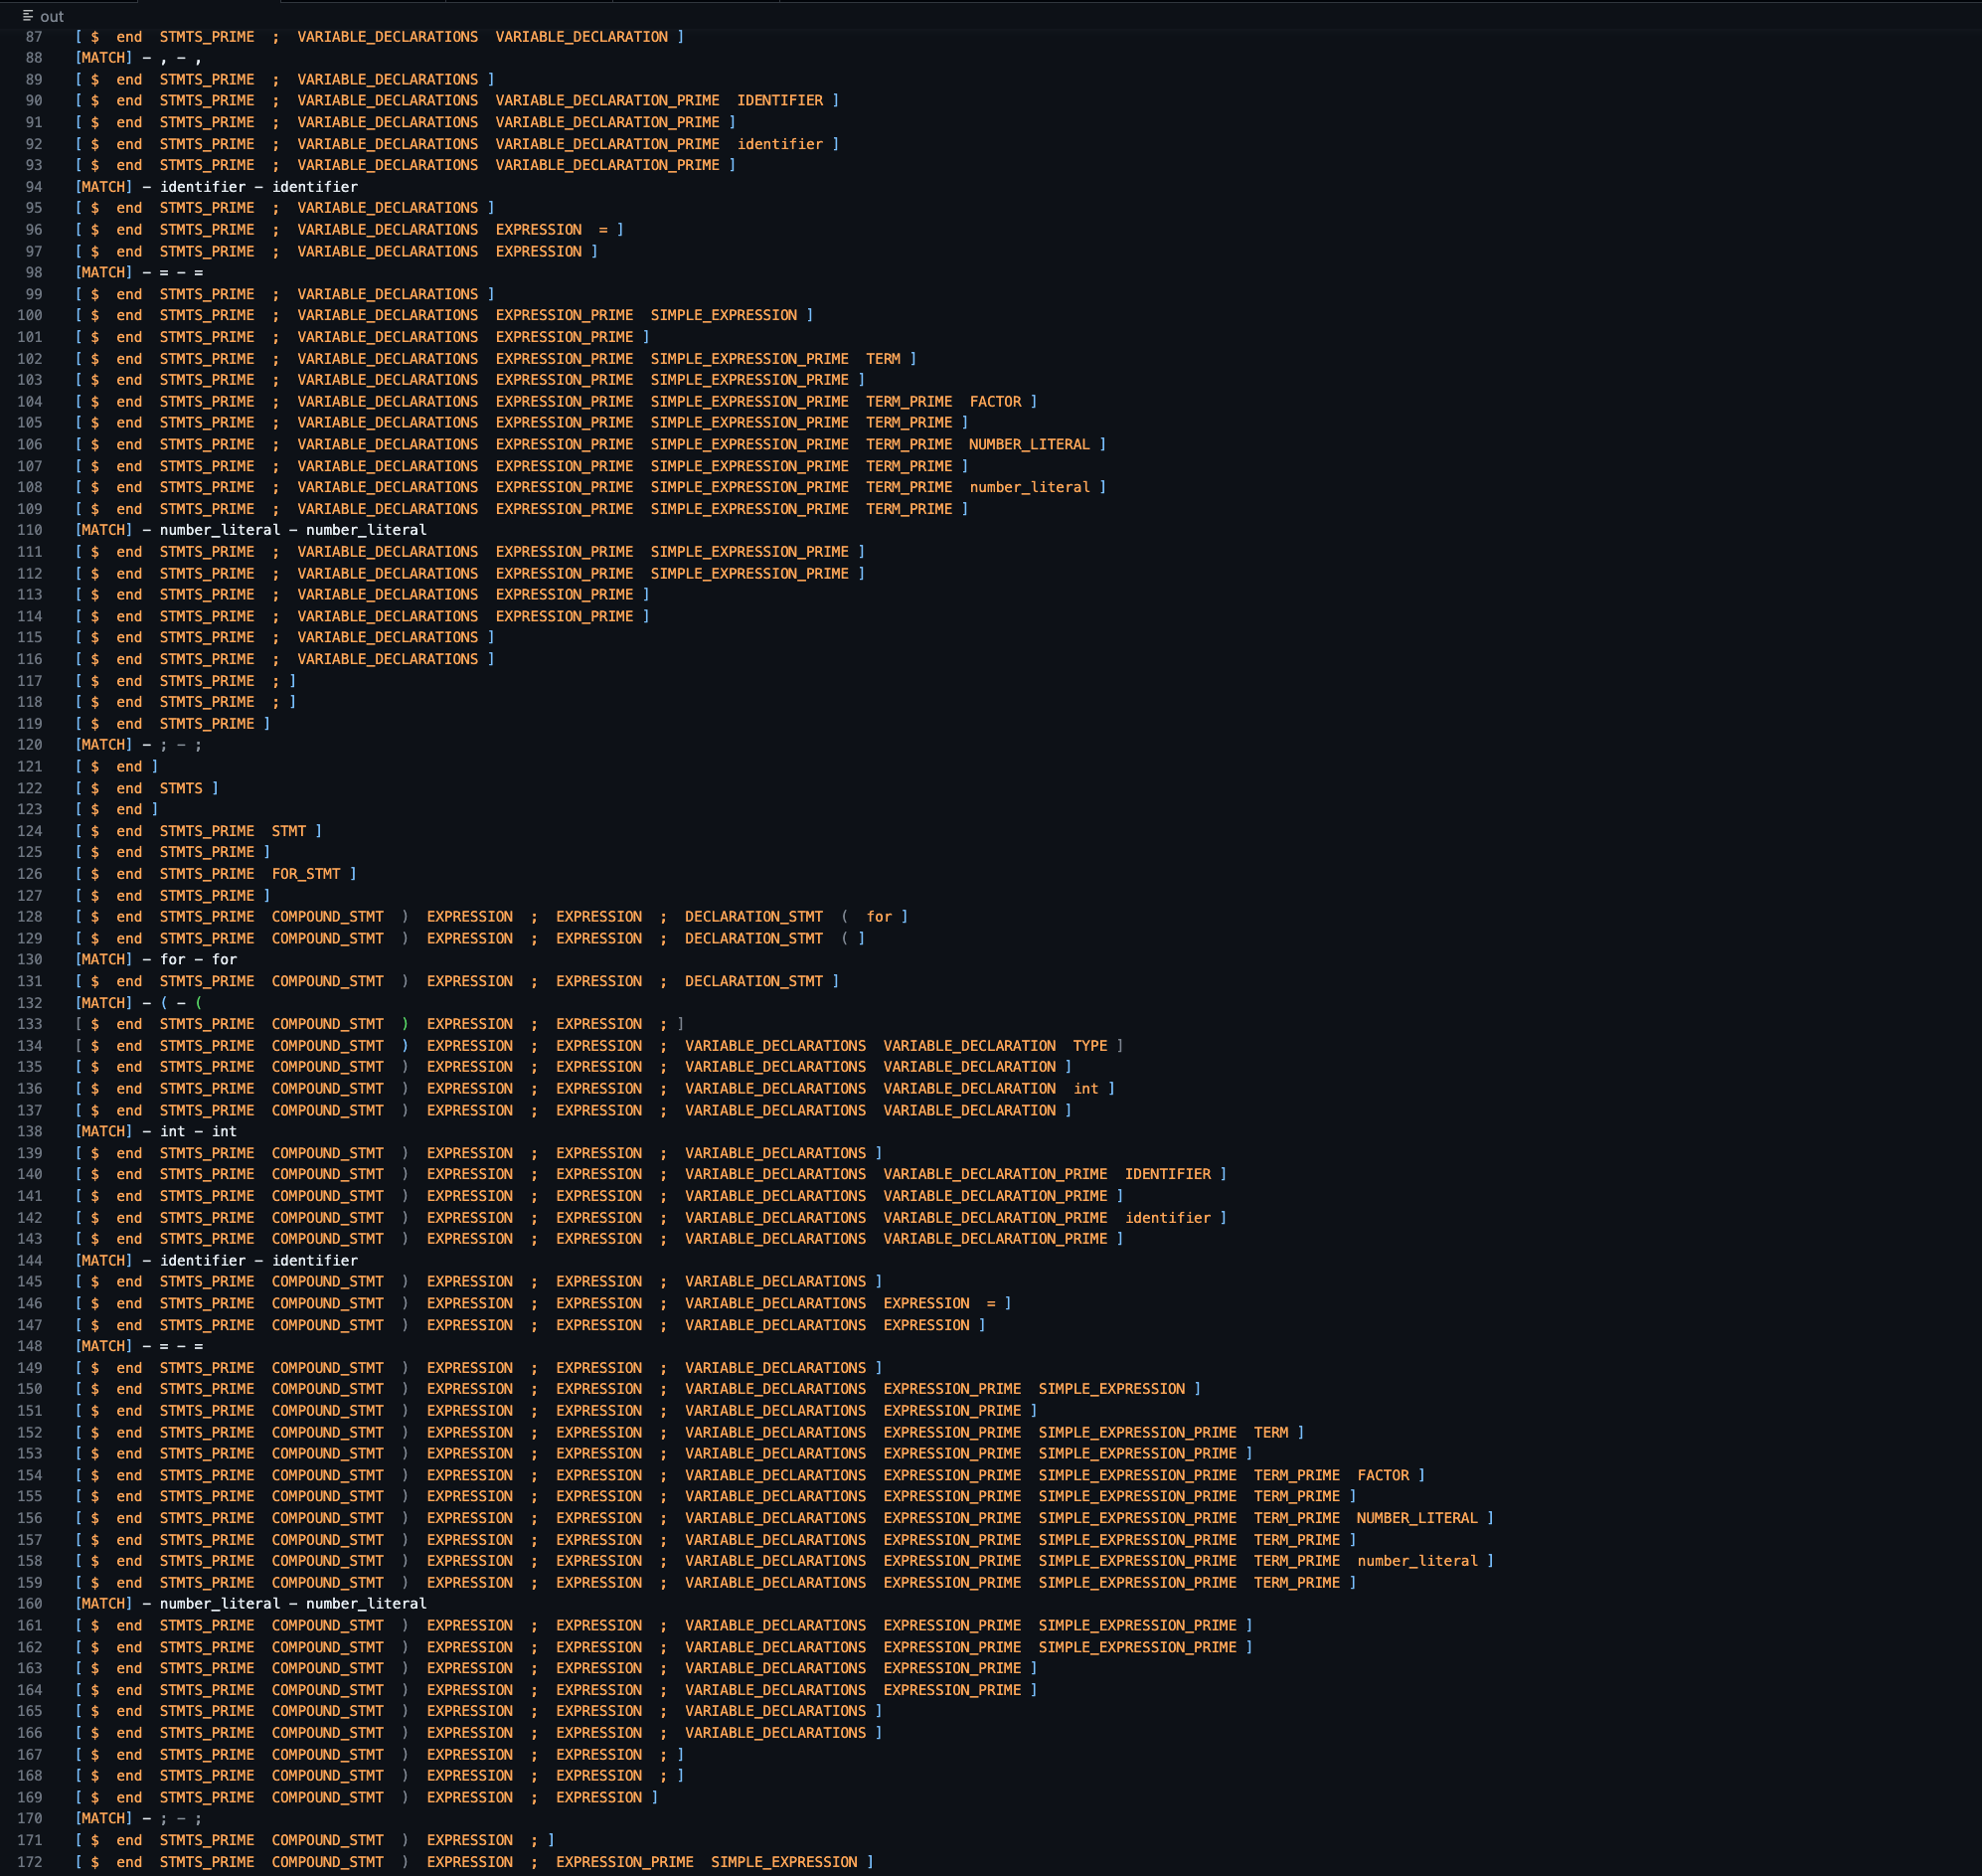 out
87 [ $ end STMTS_PRIME ; VARIABLE_DECLARATIONS VARIABLE_DECLARATION ]
88 [MATCH] - , - ,
89 [ $ end STMTS_PRIME ; VARIABLE_DECLARATIONS ]
90 [ $ end STMTS_PRIME ; VARIABLE_DECLARATIONS VARIABLE_DECLARATION_PRIME IDENTIFIER ]
91 [ $ end STMTS_PRIME ; VARIABLE_DECLARATIONS VARIABLE_DECLARATION_PRIME ]
92 [ $ end STMTS_PRIME ; VARIABLE_DECLARATIONS VARIABLE_DECLARATION_PRIME identifier ]
93 [ $ end STMTS_PRIME ; VARIABLE_DECLARATIONS VARIABLE_DECLARATION_PRIME ]
94 [MATCH] - identifier - identifier
95 [ $ end STMTS_PRIME ; VARIABLE_DECLARATIONS ]
96 [ $ end STMTS_PRIME ; VARIABLE_DECLARATIONS EXPRESSION = ]
97 [ $ end STMTS_PRIME ; VARIABLE_DECLARATIONS EXPRESSION ]
98 [MATCH] - = - =
99 [ $ end STMTS_PRIME ; VARIABLE_DECLARATIONS ]
100 [ $ end STMTS_PRIME ; VARIABLE_DECLARATIONS EXPRESSION_PRIME SIMPLE_EXPRESSION ]
101 [ $ end STMTS_PRIME ; VARIABLE_DECLARATIONS EXPRESSION_PRIME ]
102 [ $ end STMTS_PRIME ; VARIABLE_DECLARATIONS EXPRESSION_PRIME SIMPLE_EXPRESSION_PRIME TERM ]
103 [ $ end STMTS_PRIME ; VARIABLE_DECLARATIONS EXPRESSION_PRIME SIMPLE_EXPRESSION_PRIME ]
104 [ $ end STMTS_PRIME ; VARIABLE_DECLARATIONS EXPRESSION_PRIME SIMPLE_EXPRESSION_PRIME TERM_PRIME FACTOR ]
105 [ $ end STMTS_PRIME ; VARIABLE_DECLARATIONS EXPRESSION_PRIME SIMPLE_EXPRESSION_PRIME TERM_PRIME ]
106 [ $ end STMTS_PRIME ; VARIABLE_DECLARATIONS EXPRESSION_PRIME SIMPLE_EXPRESSION_PRIME TERM_PRIME NUMBER_LITERAL ]
107 [ $ end STMTS_PRIME ; VARIABLE_DECLARATIONS EXPRESSION_PRIME SIMPLE_EXPRESSION_PRIME TERM_PRIME ]
108 [ $ end STMTS_PRIME ; VARIABLE_DECLARATIONS EXPRESSION_PRIME SIMPLE_EXPRESSION_PRIME TERM_PRIME number_literal ]
109 [ $ end STMTS_PRIME ; VARIABLE_DECLARATIONS EXPRESSION_PRIME SIMPLE_EXPRESSION_PRIME TERM_PRIME ]
110 [MATCH] - number_literal - number_literal
111 [ $ end STMTS_PRIME ; VARIABLE_DECLARATIONS EXPRESSION_PRIME SIMPLE_EXPRESSION_PRIME ]
112 [ $ end STMTS_PRIME ; VARIABLE_DECLARATIONS EXPRESSION_PRIME SIMPLE_EXPRESSION_PRIME ]
113 [ $ end STMTS_PRIME ; VARIABLE_DECLARATIONS EXPRESSION_PRIME ]
114 [ $ end STMTS_PRIME ; VARIABLE_DECLARATIONS EXPRESSION_PRIME ]
115 [ $ end STMTS_PRIME ; VARIABLE_DECLARATIONS ]
116 [ $ end STMTS_PRIME ; VARIABLE_DECLARATIONS ]
117 [ $ end STMTS_PRIME ; ]
118 [ $ end STMTS_PRIME ; ]
119 [ $ end STMTS_PRIME ]
120 [MATCH] - ; - ;
121 [ $ end ]
122 [ $ end STMTS ]
123 [ $ end ]
124 [ $ end STMTS_PRIME STMT ]
125 [ $ end STMTS_PRIME ]
126 [ $ end STMTS_PRIME FOR_STMT ]
127 [ $ end STMTS_PRIME ]
128 [ $ end STMTS_PRIME COMPOUND_STMT ) EXPRESSION ; EXPRESSION ; DECLARATION_STMT ( for ]
129 [ $ end STMTS_PRIME COMPOUND_STMT ) EXPRESSION ; EXPRESSION ; DECLARATION_STMT ( ]
130 [MATCH] - for - for
131 [ $ end STMTS_PRIME COMPOUND_STMT ) EXPRESSION ; EXPRESSION ; DECLARATION_STMT ]
132 [MATCH] - ( - (
133 [ $ end STMTS_PRIME COMPOUND_STMT ) EXPRESSION ; EXPRESSION ; ]
134 [ $ end STMTS_PRIME COMPOUND_STMT ) EXPRESSION ; EXPRESSION ; VARIABLE_DECLARATIONS VARIABLE_DECLARATION TYPE ]
135 [ $ end STMTS_PRIME COMPOUND_STMT ) EXPRESSION ; EXPRESSION ; VARIABLE_DECLARATIONS VARIABLE_DECLARATION ]
136 [ $ end STMTS_PRIME COMPOUND_STMT ) EXPRESSION ; EXPRESSION ; VARIABLE_DECLARATIONS VARIABLE_DECLARATION int ]
137 [ $ end STMTS_PRIME COMPOUND_STMT ) EXPRESSION ; EXPRESSION ; VARIABLE_DECLARATIONS VARIABLE_DECLARATION ]
138 [MATCH] - int - int
139 [ $ end STMTS_PRIME COMPOUND_STMT ) EXPRESSION ; EXPRESSION ; VARIABLE_DECLARATIONS ]
140 [ $ end STMTS_PRIME COMPOUND_STMT ) EXPRESSION ; EXPRESSION ; VARIABLE_DECLARATIONS VARIABLE_DECLARATION_PRIME IDENTIFIER ]
141 [ $ end STMTS_PRIME COMPOUND_STMT ) EXPRESSION ; EXPRESSION ; VARIABLE_DECLARATIONS VARIABLE_DECLARATION_PRIME ]
142 [ $ end STMTS_PRIME COMPOUND_STMT ) EXPRESSION ; EXPRESSION ; VARIABLE_DECLARATIONS VARIABLE_DECLARATION_PRIME identifier ]
143 [ $ end STMTS_PRIME COMPOUND_STMT ) EXPRESSION ; EXPRESSION ; VARIABLE_DECLARATIONS VARIABLE_DECLARATION_PRIME ]
144 [MATCH] - identifier - identifier
145 [ $ end STMTS_PRIME COMPOUND_STMT ) EXPRESSION ; EXPRESSION ; VARIABLE_DECLARATIONS ]
146 [ $ end STMTS_PRIME COMPOUND_STMT ) EXPRESSION ; EXPRESSION ; VARIABLE_DECLARATIONS EXPRESSION = ]
147 [ $ end STMTS_PRIME COMPOUND_STMT ) EXPRESSION ; EXPRESSION ; VARIABLE_DECLARATIONS EXPRESSION ]
148 [MATCH] - = - =
149 [ $ end STMTS_PRIME COMPOUND_STMT ) EXPRESSION ; EXPRESSION ; VARIABLE_DECLARATIONS ]
150 [ $ end STMTS_PRIME COMPOUND_STMT ) EXPRESSION ; EXPRESSION ; VARIABLE_DECLARATIONS EXPRESSION_PRIME SIMPLE_EXPRESSION ]
151 [ $ end STMTS_PRIME COMPOUND_STMT ) EXPRESSION ; EXPRESSION ; VARIABLE_DECLARATIONS EXPRESSION_PRIME ]
152 [ $ end STMTS_PRIME COMPOUND_STMT ) EXPRESSION ; EXPRESSION ; VARIABLE_DECLARATIONS EXPRESSION_PRIME SIMPLE_EXPRESSION_PRIME TERM ]
153 [ $ end STMTS_PRIME COMPOUND_STMT ) EXPRESSION ; EXPRESSION ; VARIABLE_DECLARATIONS EXPRESSION_PRIME SIMPLE_EXPRESSION_PRIME ]
154 [ $ end STMTS_PRIME COMPOUND_STMT ) EXPRESSION ; EXPRESSION ; VARIABLE_DECLARATIONS EXPRESSION_PRIME SIMPLE_EXPRESSION_PRIME TERM_PRIME FACTOR ]
155 [ $ end STMTS_PRIME COMPOUND_STMT ) EXPRESSION ; EXPRESSION ; VARIABLE_DECLARATIONS EXPRESSION_PRIME SIMPLE_EXPRESSION_PRIME TERM_PRIME ]
156 [ $ end STMTS_PRIME COMPOUND_STMT ) EXPRESSION ; EXPRESSION ; VARIABLE_DECLARATIONS EXPRESSION_PRIME SIMPLE_EXPRESSION_PRIME TERM_PRIME NUMBER_LITERAL ]
157 [ $ end STMTS_PRIME COMPOUND_STMT ) EXPRESSION ; EXPRESSION ; VARIABLE_DECLARATIONS EXPRESSION_PRIME SIMPLE_EXPRESSION_PRIME TERM_PRIME ]
158 [ $ end STMTS_PRIME COMPOUND_STMT ) EXPRESSION ; EXPRESSION ; VARIABLE_DECLARATIONS EXPRESSION_PRIME SIMPLE_EXPRESSION_PRIME TERM_PRIME number_literal ]
159 [ $ end STMTS_PRIME COMPOUND_STMT ) EXPRESSION ; EXPRESSION ; VARIABLE_DECLARATIONS EXPRESSION_PRIME SIMPLE_EXPRESSION_PRIME TERM_PRIME ]
160 [MATCH] - number_literal - number_literal
161 [ $ end STMTS_PRIME COMPOUND_STMT ) EXPRESSION ; EXPRESSION ; VARIABLE_DECLARATIONS EXPRESSION_PRIME SIMPLE_EXPRESSION_PRIME ]
162 [ $ end STMTS_PRIME COMPOUND_STMT ) EXPRESSION ; EXPRESSION ; VARIABLE_DECLARATIONS EXPRESSION_PRIME SIMPLE_EXPRESSION_PRIME ]
163 [ $ end STMTS_PRIME COMPOUND_STMT ) EXPRESSION ; EXPRESSION ; VARIABLE_DECLARATIONS EXPRESSION_PRIME ]
164 [ $ end STMTS_PRIME COMPOUND_STMT ) EXPRESSION ; EXPRESSION ; VARIABLE_DECLARATIONS EXPRESSION_PRIME ]
165 [ $ end STMTS_PRIME COMPOUND_STMT ) EXPRESSION ; EXPRESSION ; VARIABLE_DECLARATIONS ]
166 [ $ end STMTS_PRIME COMPOUND_STMT ) EXPRESSION ; EXPRESSION ; VARIABLE_DECLARATIONS ]
167 [ $ end STMTS_PRIME COMPOUND_STMT ) EXPRESSION ; EXPRESSION ; ]
168 [ $ end STMTS_PRIME COMPOUND_STMT ) EXPRESSION ; EXPRESSION ; ]
169 [ $ end STMTS_PRIME COMPOUND_STMT ) EXPRESSION ; EXPRESSION ]
170 [MATCH] - ; - ;
171 [ $ end STMTS_PRIME COMPOUND_STMT ) EXPRESSION ; ]
172 [ $ end STMTS_PRIME COMPOUND_STMT ) EXPRESSION ; EXPRESSION_PRIME SIMPLE_EXPRESSION ]